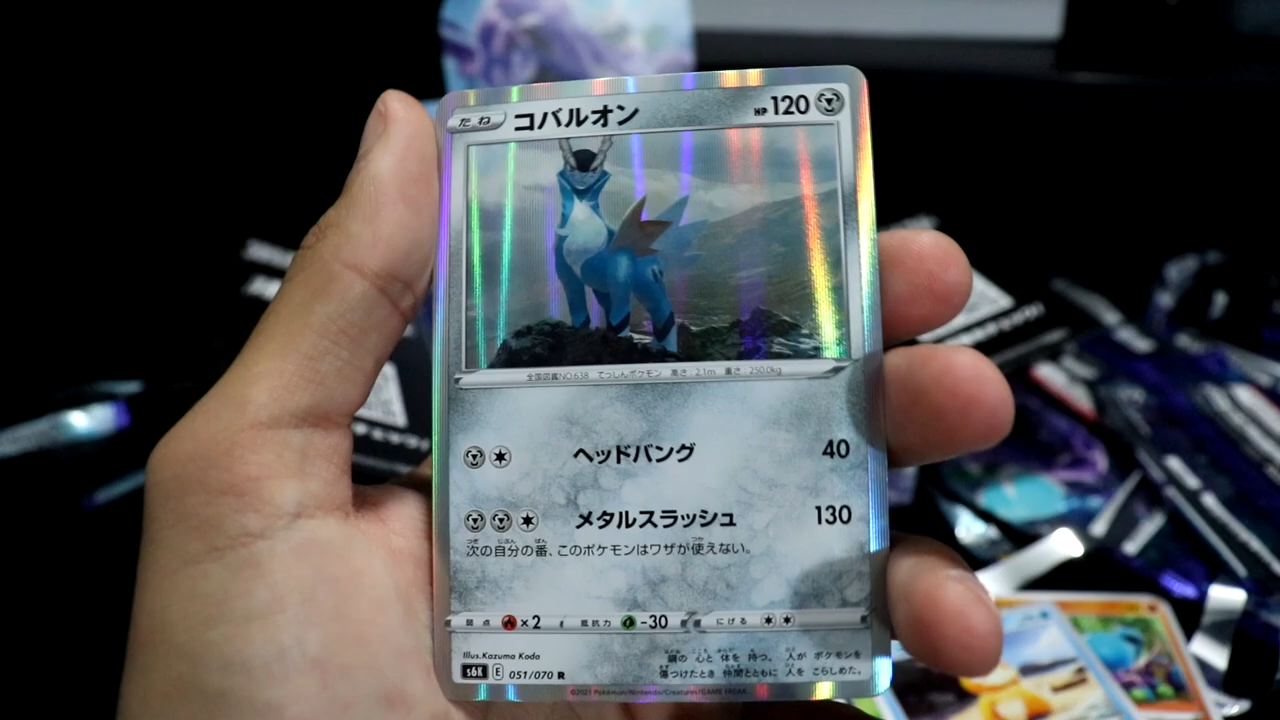 たね コバルオン HP 120
全国図鑑NO.638 てっしんポケモン 高さ:2.1m 重さ:250.0kg
ヘッドバング 40
メタルスラッシュ 130
次の自分の番、このポケモンはワザが使えない。
弱点 ×2 抵抗力 -30 にげる
Illus.Kazuma Koda
s6K E 051/070 R
鋼の 心と 体を 持つ。 人が ポケモンを
傷つけたとき 仲間とともに 人を こらしめた。
©2021 Pokémon/Nintendo/Creatures/GAME FREAK.